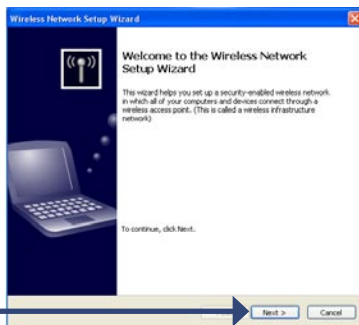 Wireless Network Setup Wizard
Welcome to the Wireless Network
Setup Wizard
This wizard helps you set up a security-enabled wireless network
in which all of your computers and devices connect through a
wireless access point. (This is called a wireless infrastructure
network)
To continue, click Next.
Next > Cancel